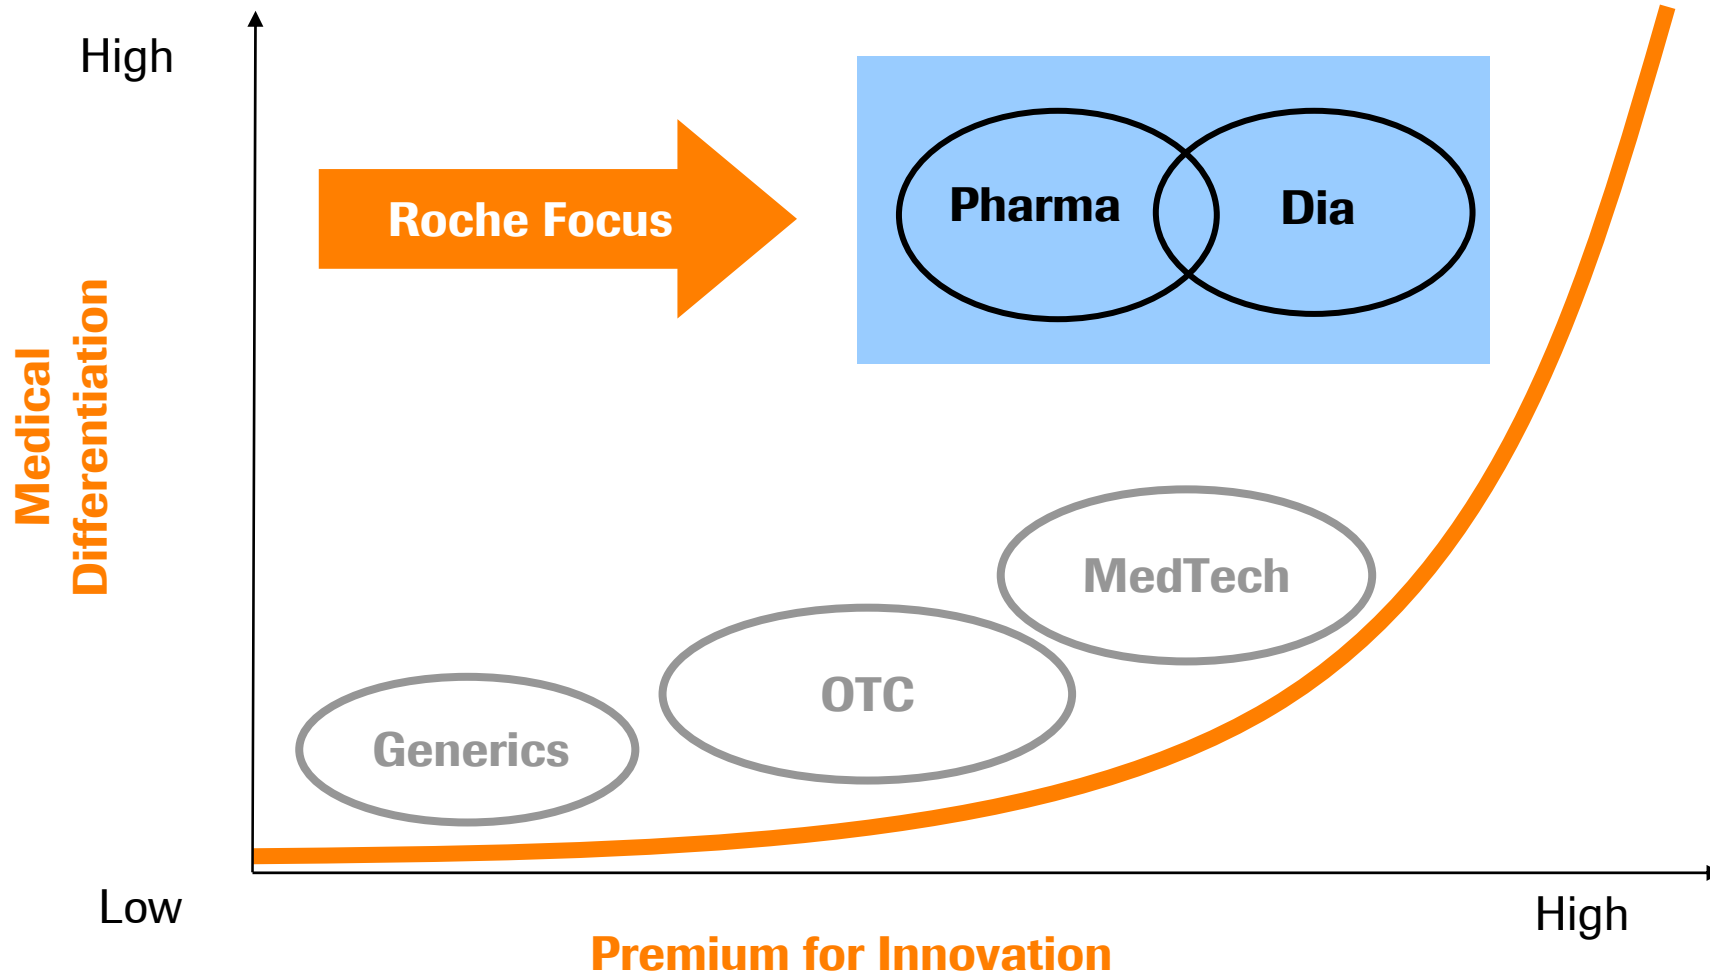 High
Roche Focus
Pharma
Dia
Medical
Differentiation
MedTech
OTC
Generics
Low
High
Premium for Innovation